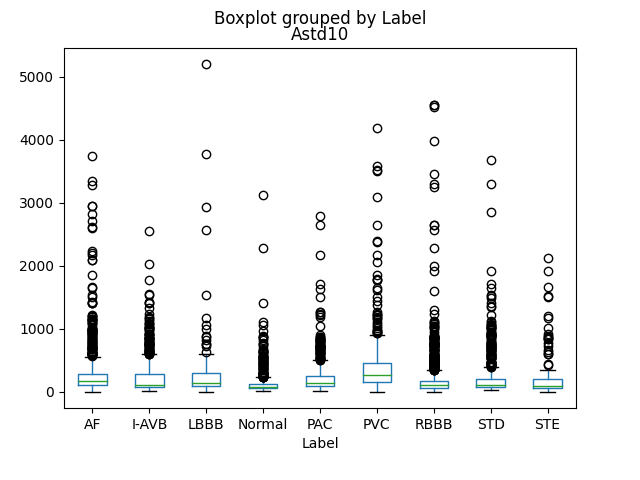 Boxplot grouped by Label
Astd10
5000
4000
3000
2000
1000
0
AF I-AVB LBBB Normal PAC PVC RBBB STD STE
Label